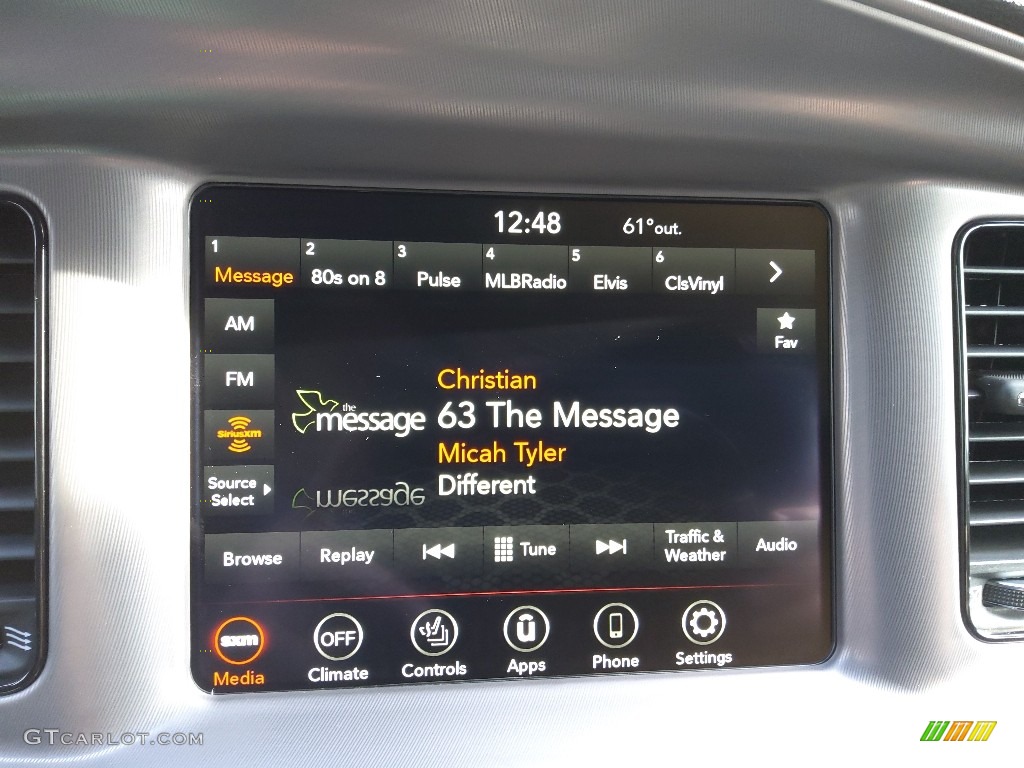 12:48 61° out.
1 2 3 4 5 6
Message 80s on 8 Pulse MLBRadio Elvis ClsVinyl
AM
Fav
FM
Christian
the
message
63 The Message
SiriusXM
Micah Tyler
Source
Select
Different
message
Browse Replay Tune Traffic &
Weather Audio
sxm OFF
Media Climate Controls Apps Phone Settings
GTCARLOT.COM